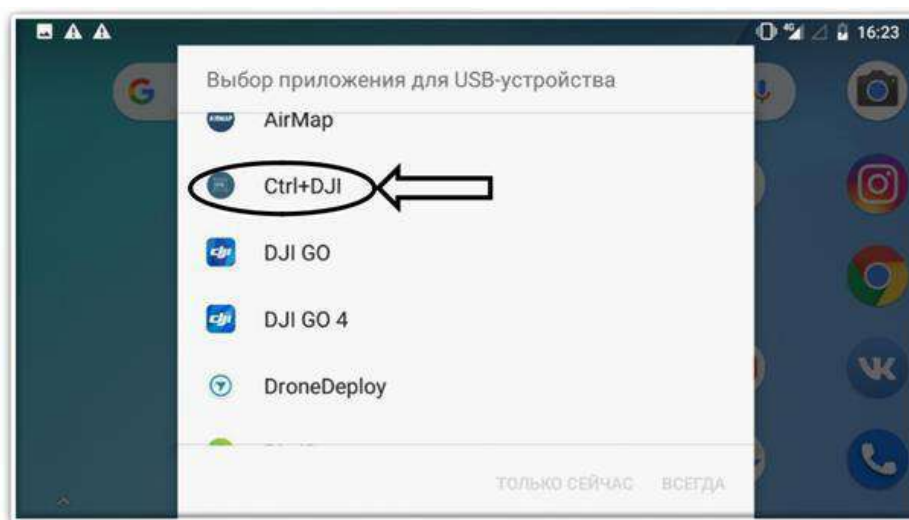 16:23
Выбор приложения для USB-устройства
AirMap
Ctrl+DJI
DJI GO
DJI GO 4
DroneDeploy
ТОЛЬКО СЕЙЧАС ВСЕГДА